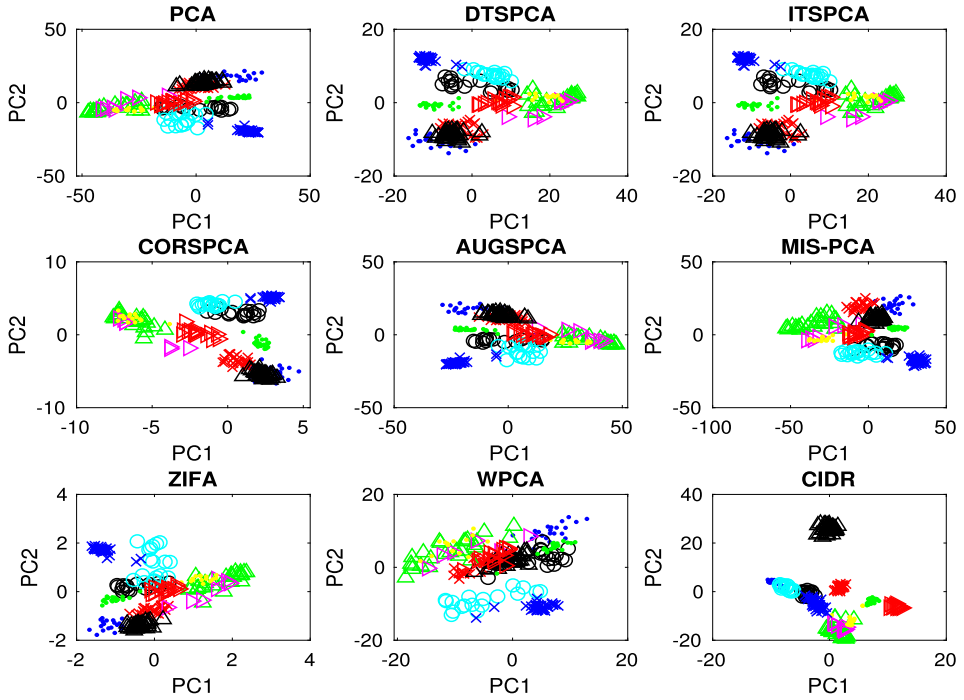 PCA DTSPCA ITSPCA
50 20 20
PC2 0 PC2 0 PC2 0
-50 -20 -20
-50 0 50 -20 0 20 40 -20 0 20 40
PC1 PC1 PC1
CORSPCA AUGSPCA MIS-PCA
10 50 50
PC2 0 PC2 0 PC2 0
-10 -50 -50
-10 -5 0 5 -50 0 50 -100 -50 0 50
PC1 PC1 PC1
ZIFA WPCA CIDR
4 20 40
2 20
PC2 0 PC2 0 PC2 0
-2 -20 -20
-2 0 2 4 -20 0 20 -20 0 20
PC1 PC1 PC1